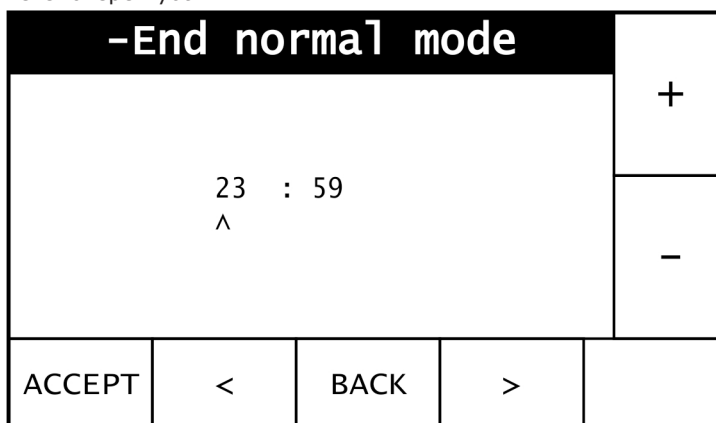 -End normal mode
+
23 : 59
^
-
ACCEPT
<
BACK
>